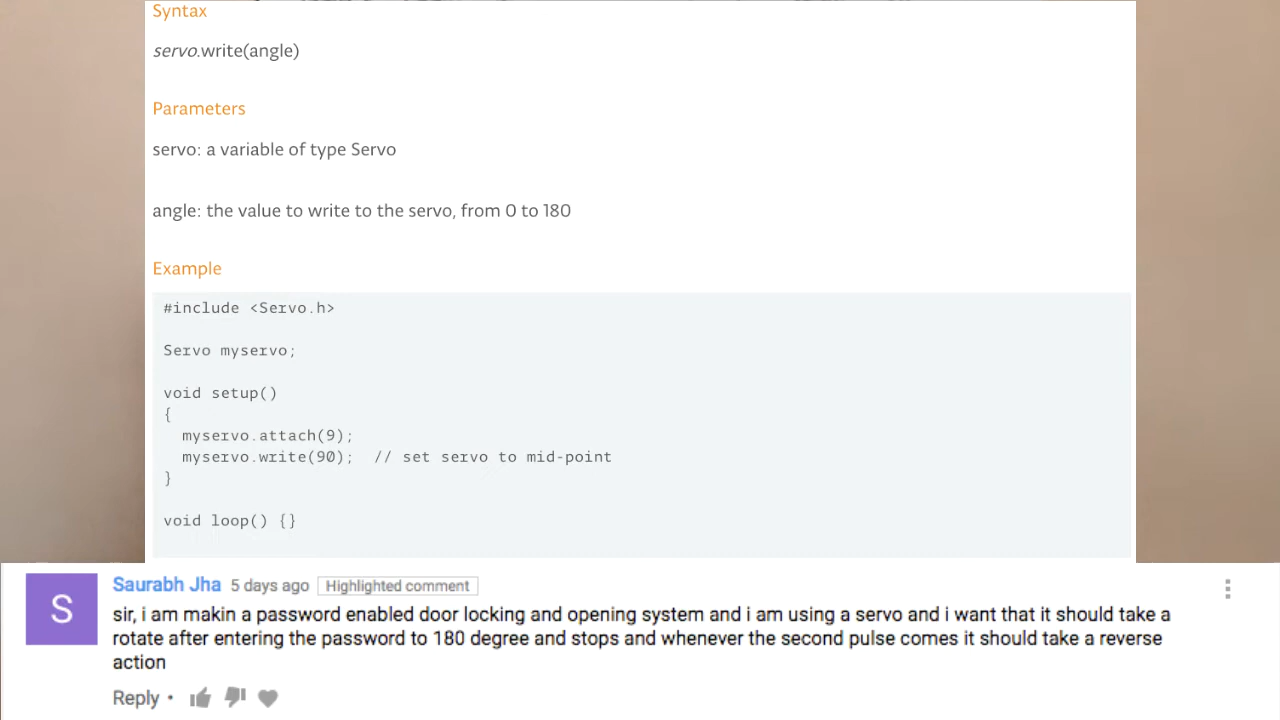 Syntax
servo.write(angle)
Parameters
servo: a variable of type Servo
angle: the value to write to the servo, from 0 to 180
Example
#include <Servo.h>
Servo myservo;
void setup()
{
  myservo.attach(9);
  myservo.write(90);  // set servo to mid-point
}
void loop() {}
S
Saurabh Jha 5 days ago Highlighted comment
sir, i am makin a password enabled door locking and opening system and i am using a servo and i want that it should take a
rotate after entering the password to 180 degree and stops and whenever the second pulse comes it should take a reverse
action
Reply •